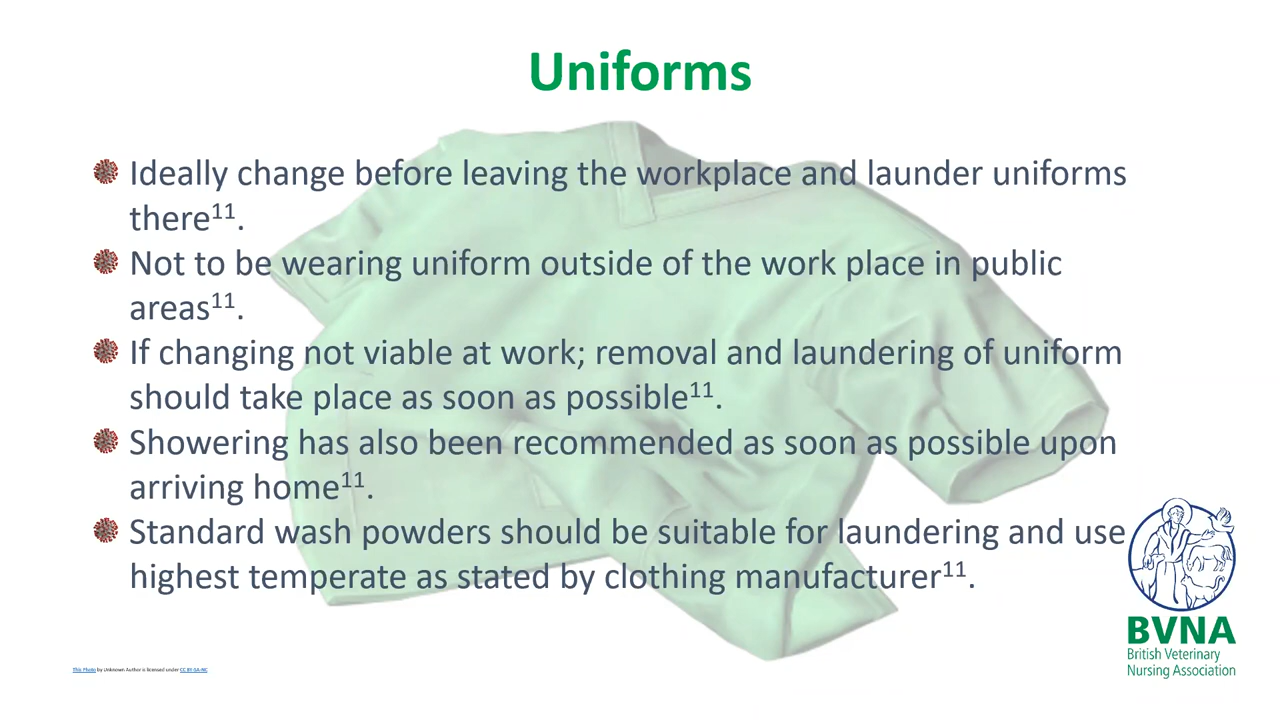 Uniforms
Ideally change before leaving the workplace and launder uniforms
there¹¹.
Not to be wearing uniform outside of the work place in public
areas¹¹.
If changing not viable at work; removal and laundering of uniform
should take place as soon as possible¹¹.
Showering has also been recommended as soon as possible upon
arriving home¹¹.
Standard wash powders should be suitable for laundering and use
highest temperate as stated by clothing manufacturer¹¹.
BVNA
British Veterinary
Nursing Association
This Photo by Unknown Author is licensed under CC BY-SA-NC